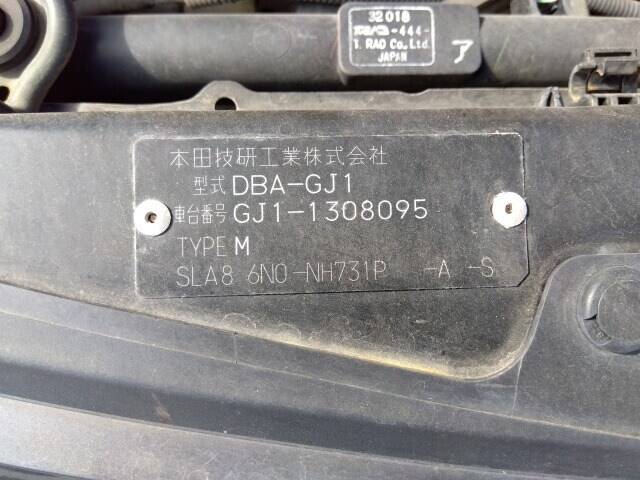 32018
-444-
T. RAD Co., Ltd.
JAPAN
ア
本田技研工業株式会社
型式 DBA-GJ1
車台番号 GJ1-1308095
TYPE M
SLA8 6N0-NH731P -A -S